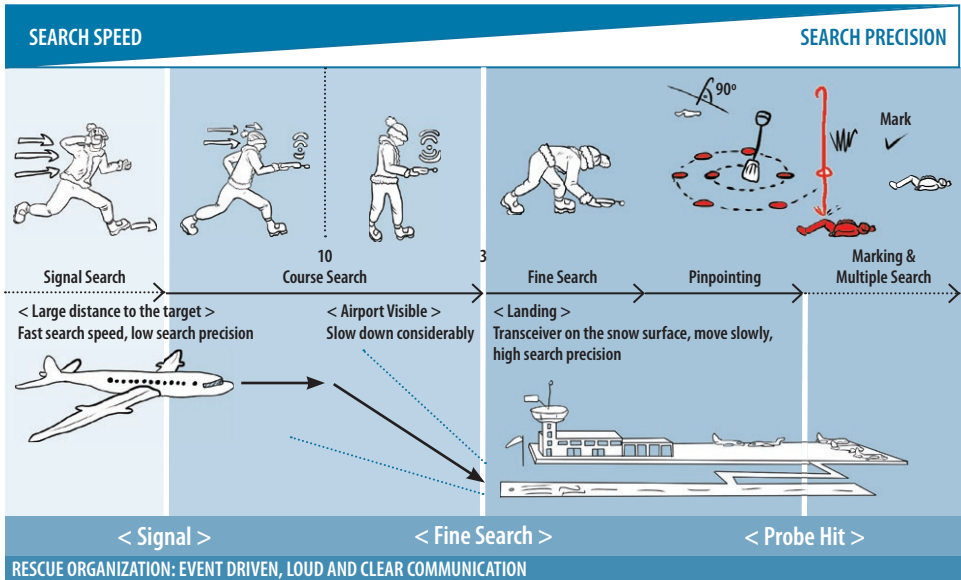 SEARCH SPEED
SEARCH PRECISION
90º
Mark
10
3
Signal Search
Course Search
Fine Search
Pinpointing
Marking &
Multiple Search
< Large distance to the target >
Fast search speed, low search precision
< Airport Visible >
Slow down considerably
< Landing >
Transceiver on the snow surface, move slowly,
high search precision
< Signal >
< Fine Search >
< Probe Hit >
RESCUE ORGANIZATION: EVENT DRIVEN, LOUD AND CLEAR COMMUNICATION